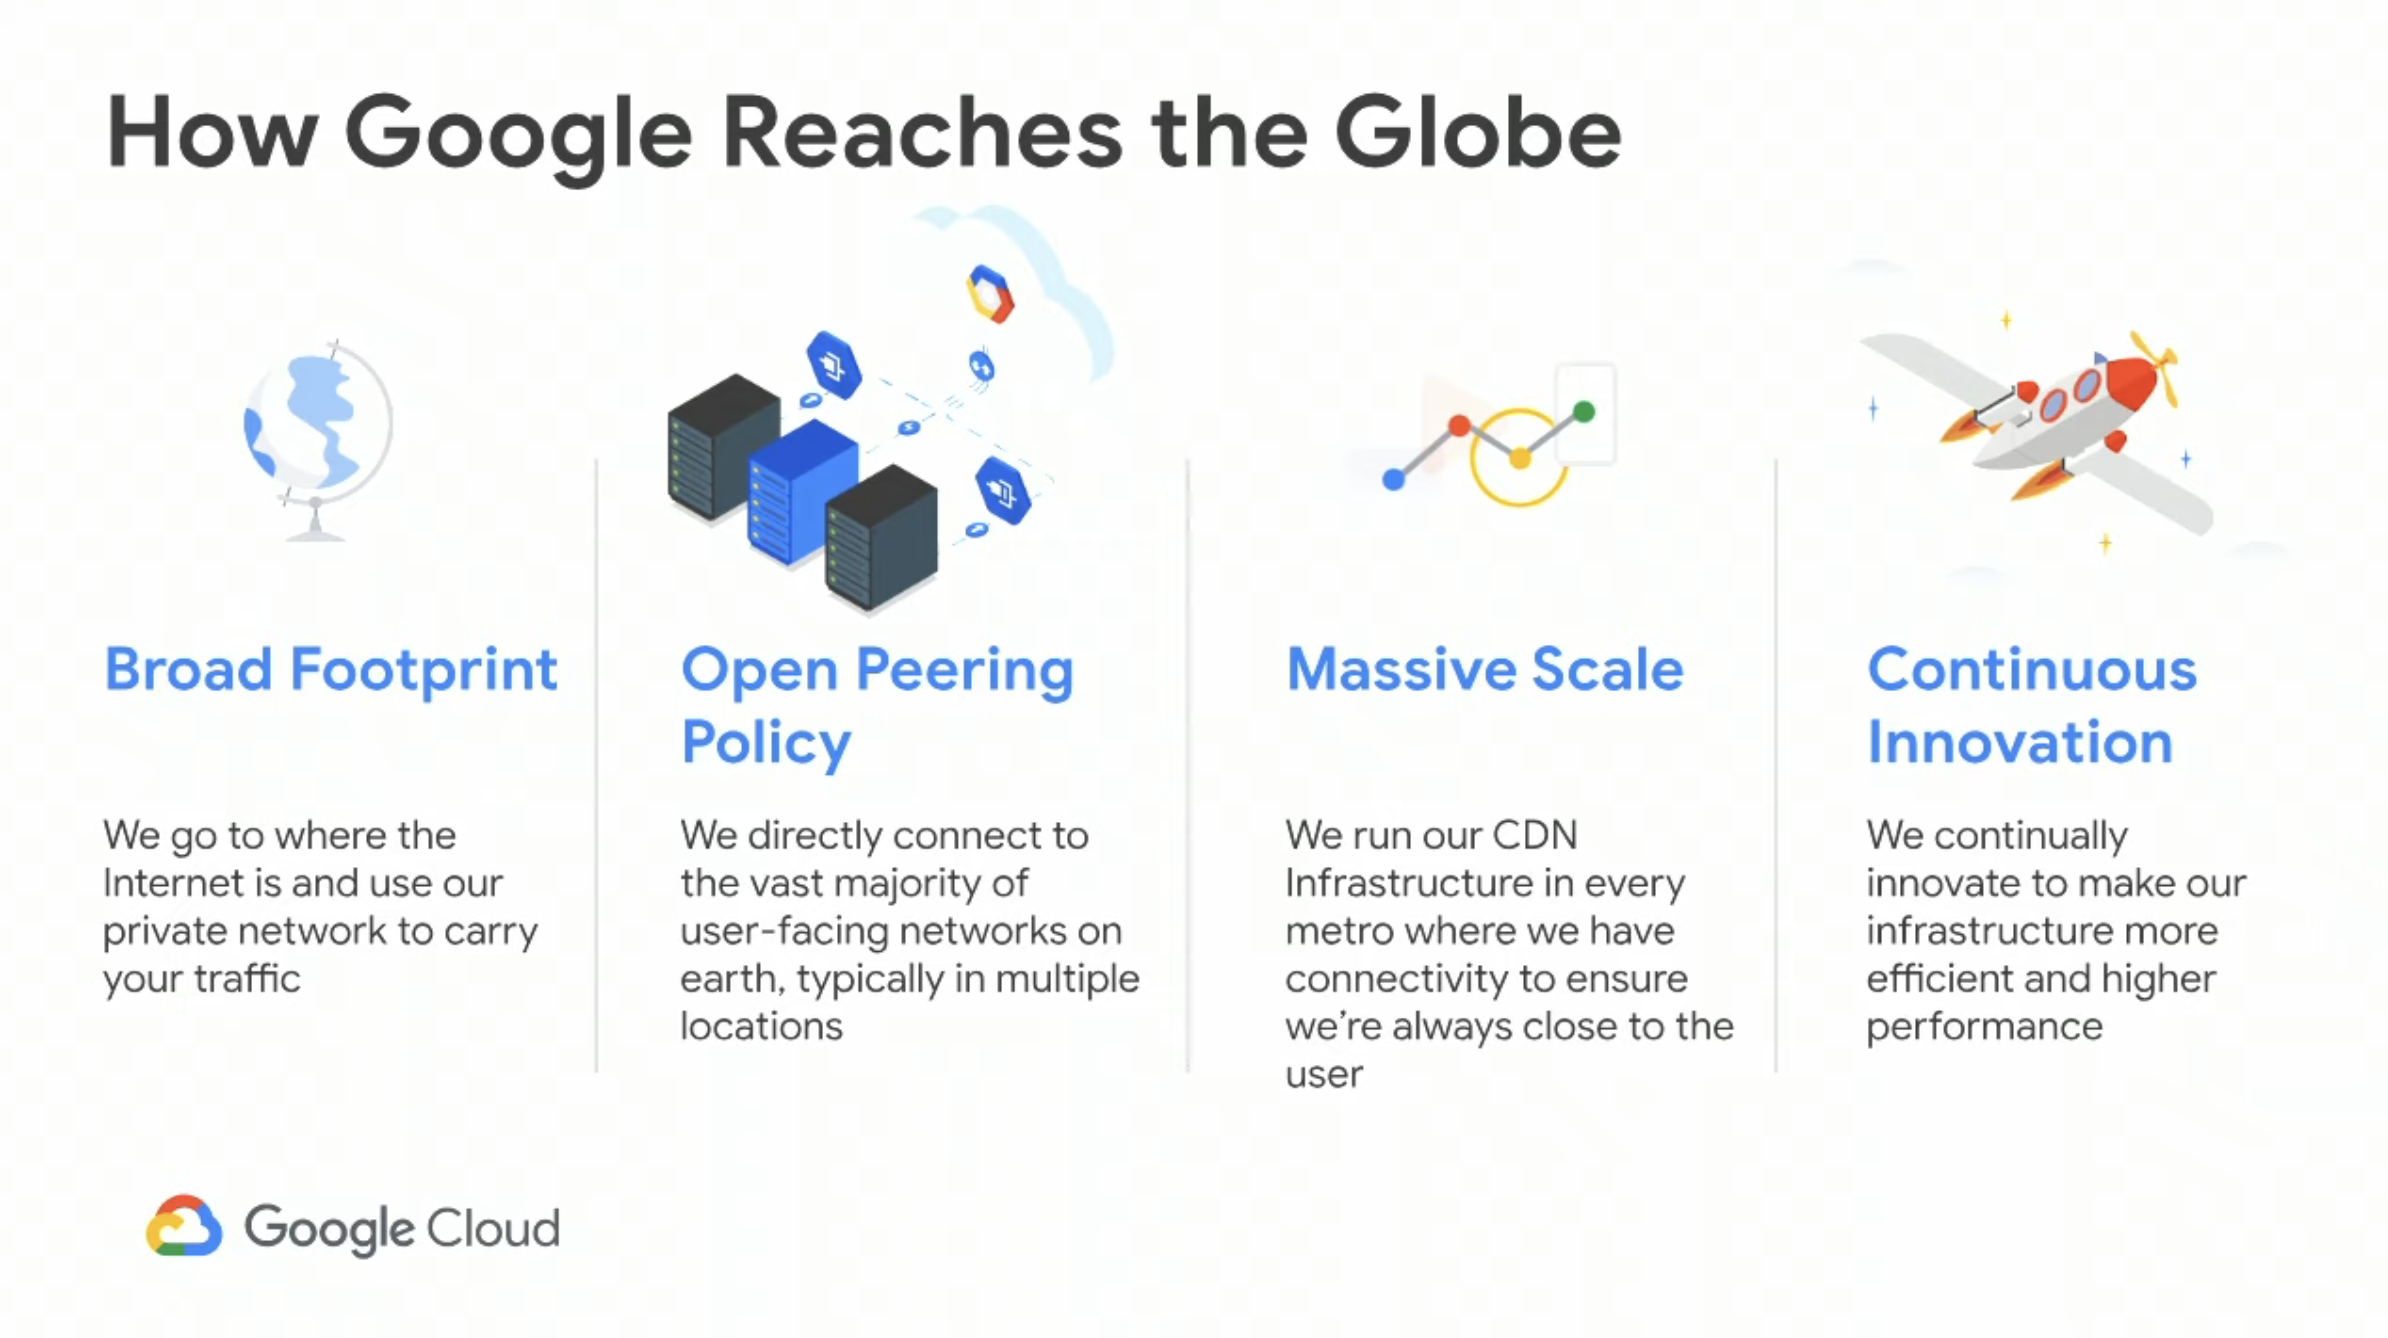 How Google Reaches the Globe
Broad Footprint
We go to where the
Internet is and use our
private network to carry
your traffic
Open Peering
Policy
We directly connect to
the vast majority of
user-facing networks on
earth, typically in multiple
locations
Massive Scale
We run our CDN
Infrastructure in every
metro where we have
connectivity to ensure
we’re always close to the
user
Continuous
Innovation
We continually
innovate to make our
infrastructure more
efficient and higher
performance
Google Cloud